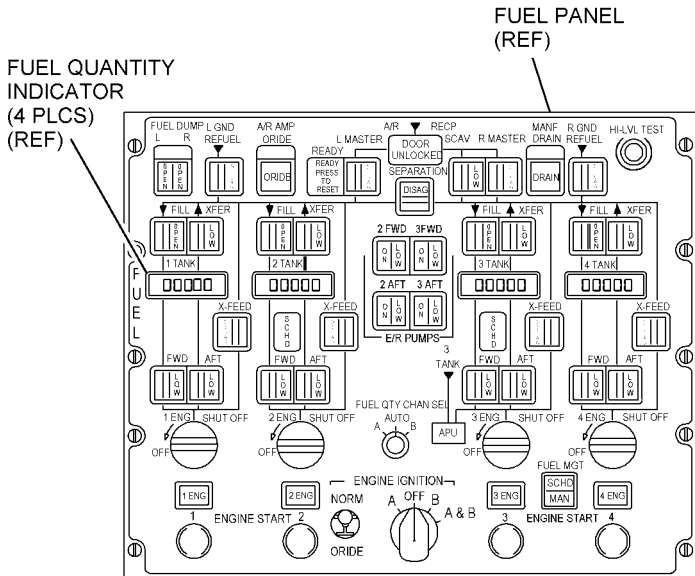 FUEL PANEL
(REF)
FUEL QUANTITY
INDICATOR
(4 PLCS)
(REF)
FUEL DUMP
L R
L GND
REFUEL
A/R AMP
ORIDE
L MASTER
A/R RECP
SCAV
R MASTER
MANF
DRAIN
R GND
REFUEL
HI-LVL TEST
OPEN OPEN
ORIDE
READY
READY
PRESS
TO
RESET
DOOR
UNLOCKED
SEPARATION
DISAG
LOW
DRAIN
FILL XFER
FILL XFER
FILL XFER
FILL XFER
OPEN LOW
OPEN LOW
OPEN LOW
OPEN LOW
2 FWD 3FWD
ON LOW ON LOW
1 TANK
2 TANK
3 TANK
4 TANK
00000
00000
00000
00000
FUEL
2 AFT 3 AFT
ON LOW ON LOW
E/R PUMPS
X-FEED
X-FEED
X-FEED
X-FEED
SCHD
SCHD
3
TANK
FWD AFT
FWD AFT
FWD AFT
FWD AFT
LOW LOW
LOW LOW
LOW LOW
LOW LOW
FUEL QTY CHAN SEL
AUTO
A B
APU
1 ENG SHUT OFF
2 ENG SHUT OFF
3 ENG SHUT OFF
4 ENG SHUT OFF
OFF
OFF
OFF
OFF
FUEL MGT
SCHD
MAN
ENGINE IGNITION
NORM
ORIDE
A OFF B
A & B
1 ENG
2 ENG
3 ENG
4 ENG
1 ENGINE START 2
3 ENGINE START 4